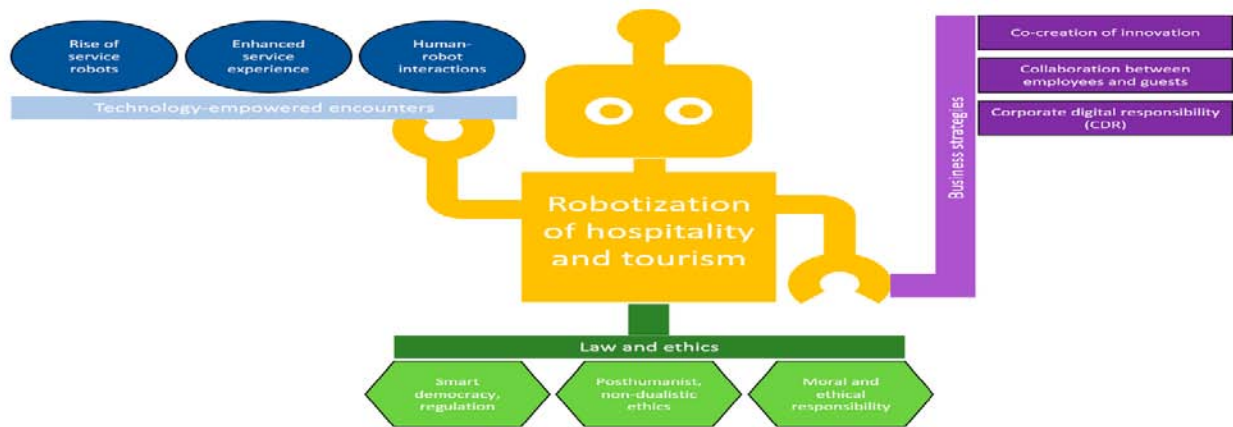 Rise of
service
robots
Enhanced
service
experience
Human-
robot
interactions
Technology-empowered encounters
Co-creation of innovation
Collaboration between
employees and guests
Corporate digital responsibility
(CDR)
Business strategies
Robotization
of hospitality
and tourism
Law and ethics
Smart
democracy,
regulation
Posthumanist,
non-dualistic
ethics
Moral and
ethical
responsibility